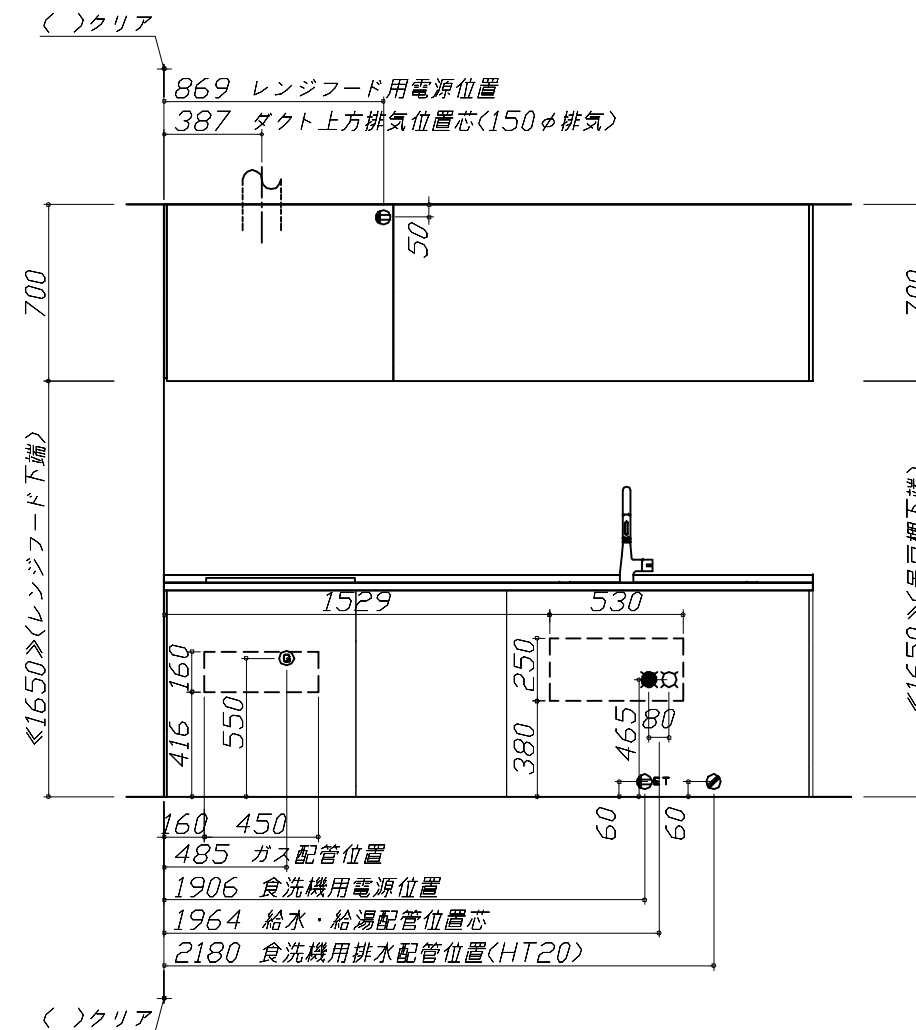 ( )クリア
869 レンジフード用電源位置
387 ダクト上方排気位置芯(150φ排気)
50
700
700
≪1650≫(レンジフード下端)
1529
530
160
416
550
250
380
465
80
ET
60
60
160
450
485 ガス配管位置
1906 食洗機用電源位置
1964 給水・給湯配管位置芯
2180 食洗機用排水配管位置(HT20)
( )クリア